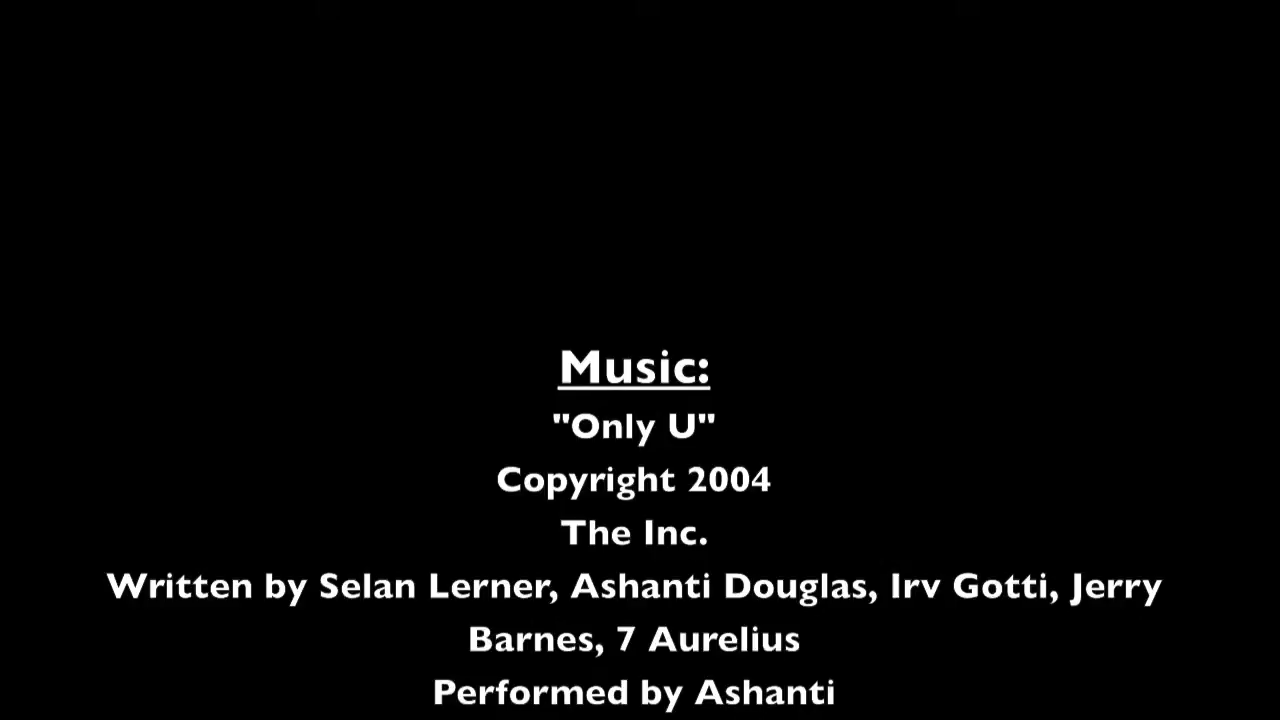 Music:
"Only U"
Copyright 2004
The Inc.
Written by Selan Lerner, Ashanti Douglas, Irv Gotti, Jerry
Barnes, 7 Aurelius
Performed by Ashanti